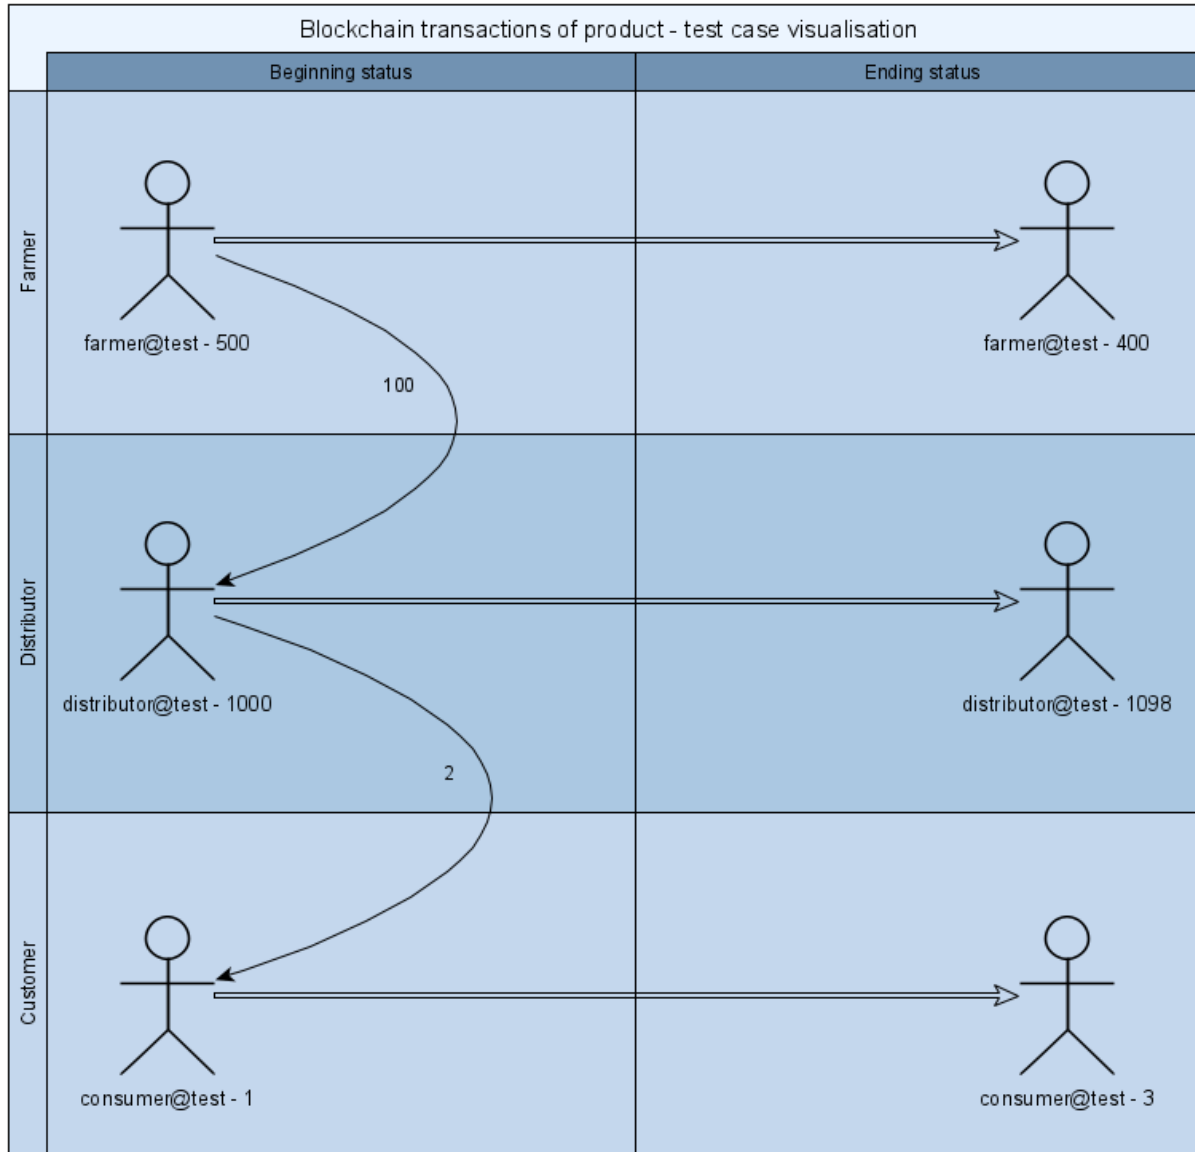 Blockchain transactions of product - test case visualisation
Beginning status
Ending status
Farmer
farmer@test - 500
farmer@test - 400
100
Distributor
distributor@test - 1000
distributor@test - 1098
2
Customer
consumer@test - 1
consumer@test - 3